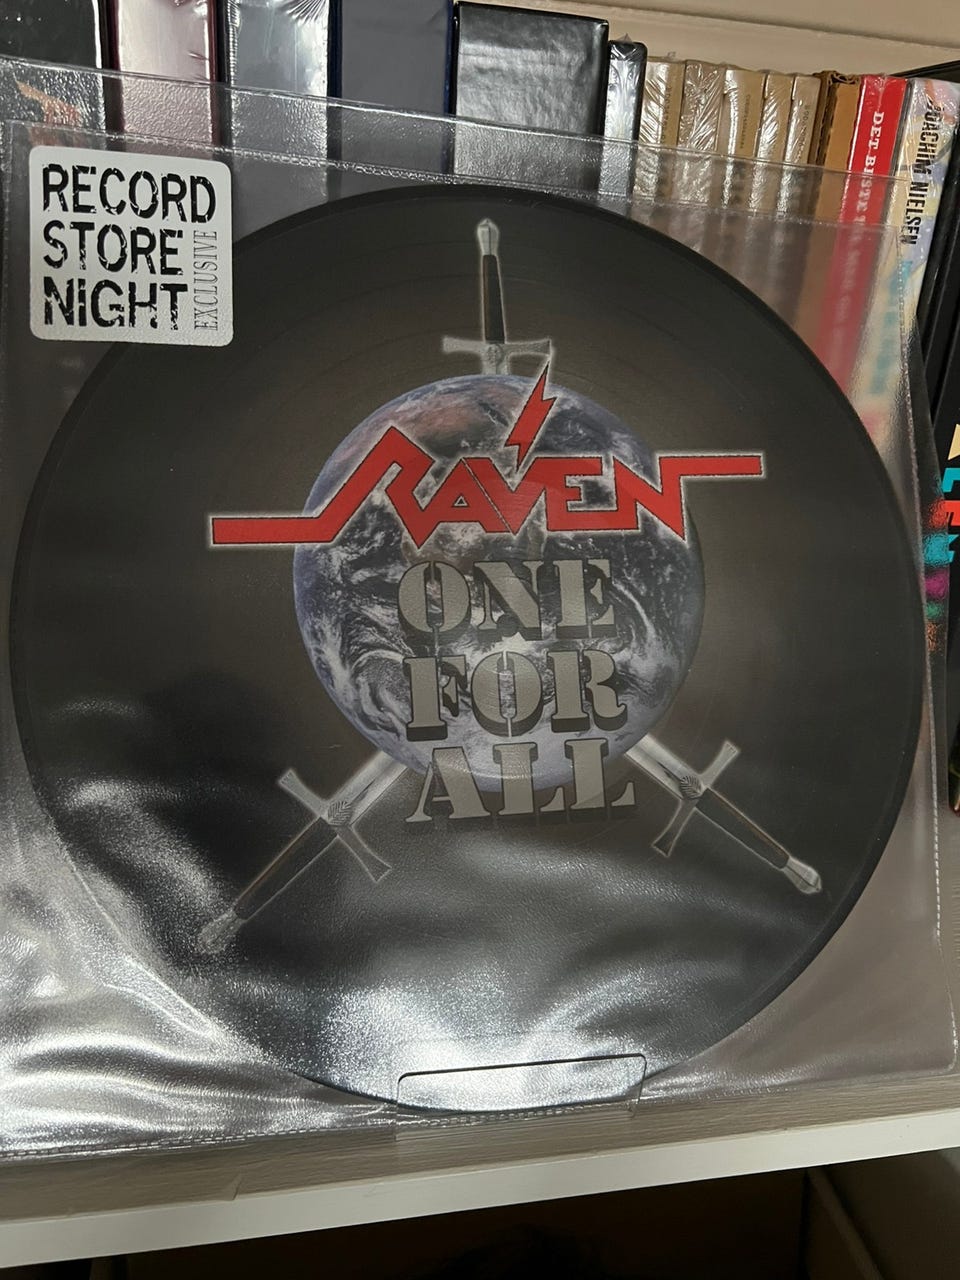 RECORD
STORE
NIGHT
EXCLUSIVE
RAVEN
ONE
FOR
ALL
JOACHIM NIELSEN